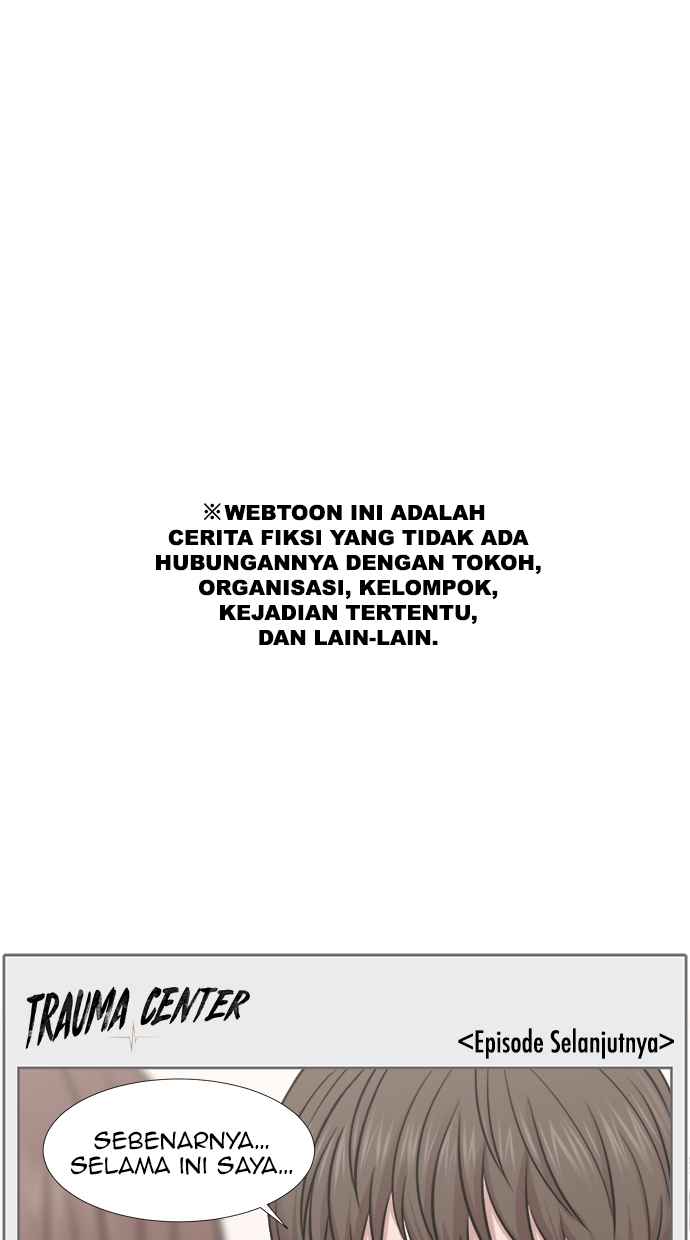 ※WEBTOON INI ADALAH
CERITA FIKSI YANG TIDAK ADA
HUBUNGANNYA DENGAN TOKOH,
ORGANISASI, KELOMPOK,
KEJADIAN TERTENTU,
DAN LAIN-LAIN.
TRAUMA CENTER
<Episode Selanjutnya>
SEBENARNYA...
SELAMA INI SAYA...